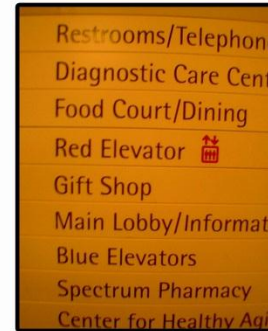 Restrooms/Telephon
Diagnostic Care Cent
Food Court/Dining
Red Elevator
Gift Shop
Main Lobby/Informat
Blue Elevators
Spectrum Pharmacy
Center for Healthy Agi